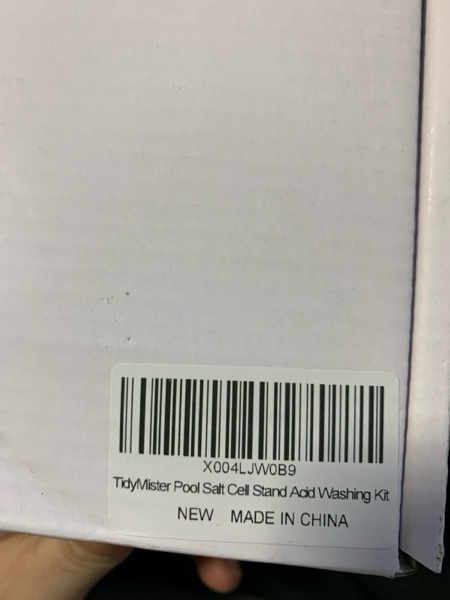 X004LJW0B9
TidyMister Pool Salt Cell Stand Acid Washing Kit
NEW MADE IN CHINA